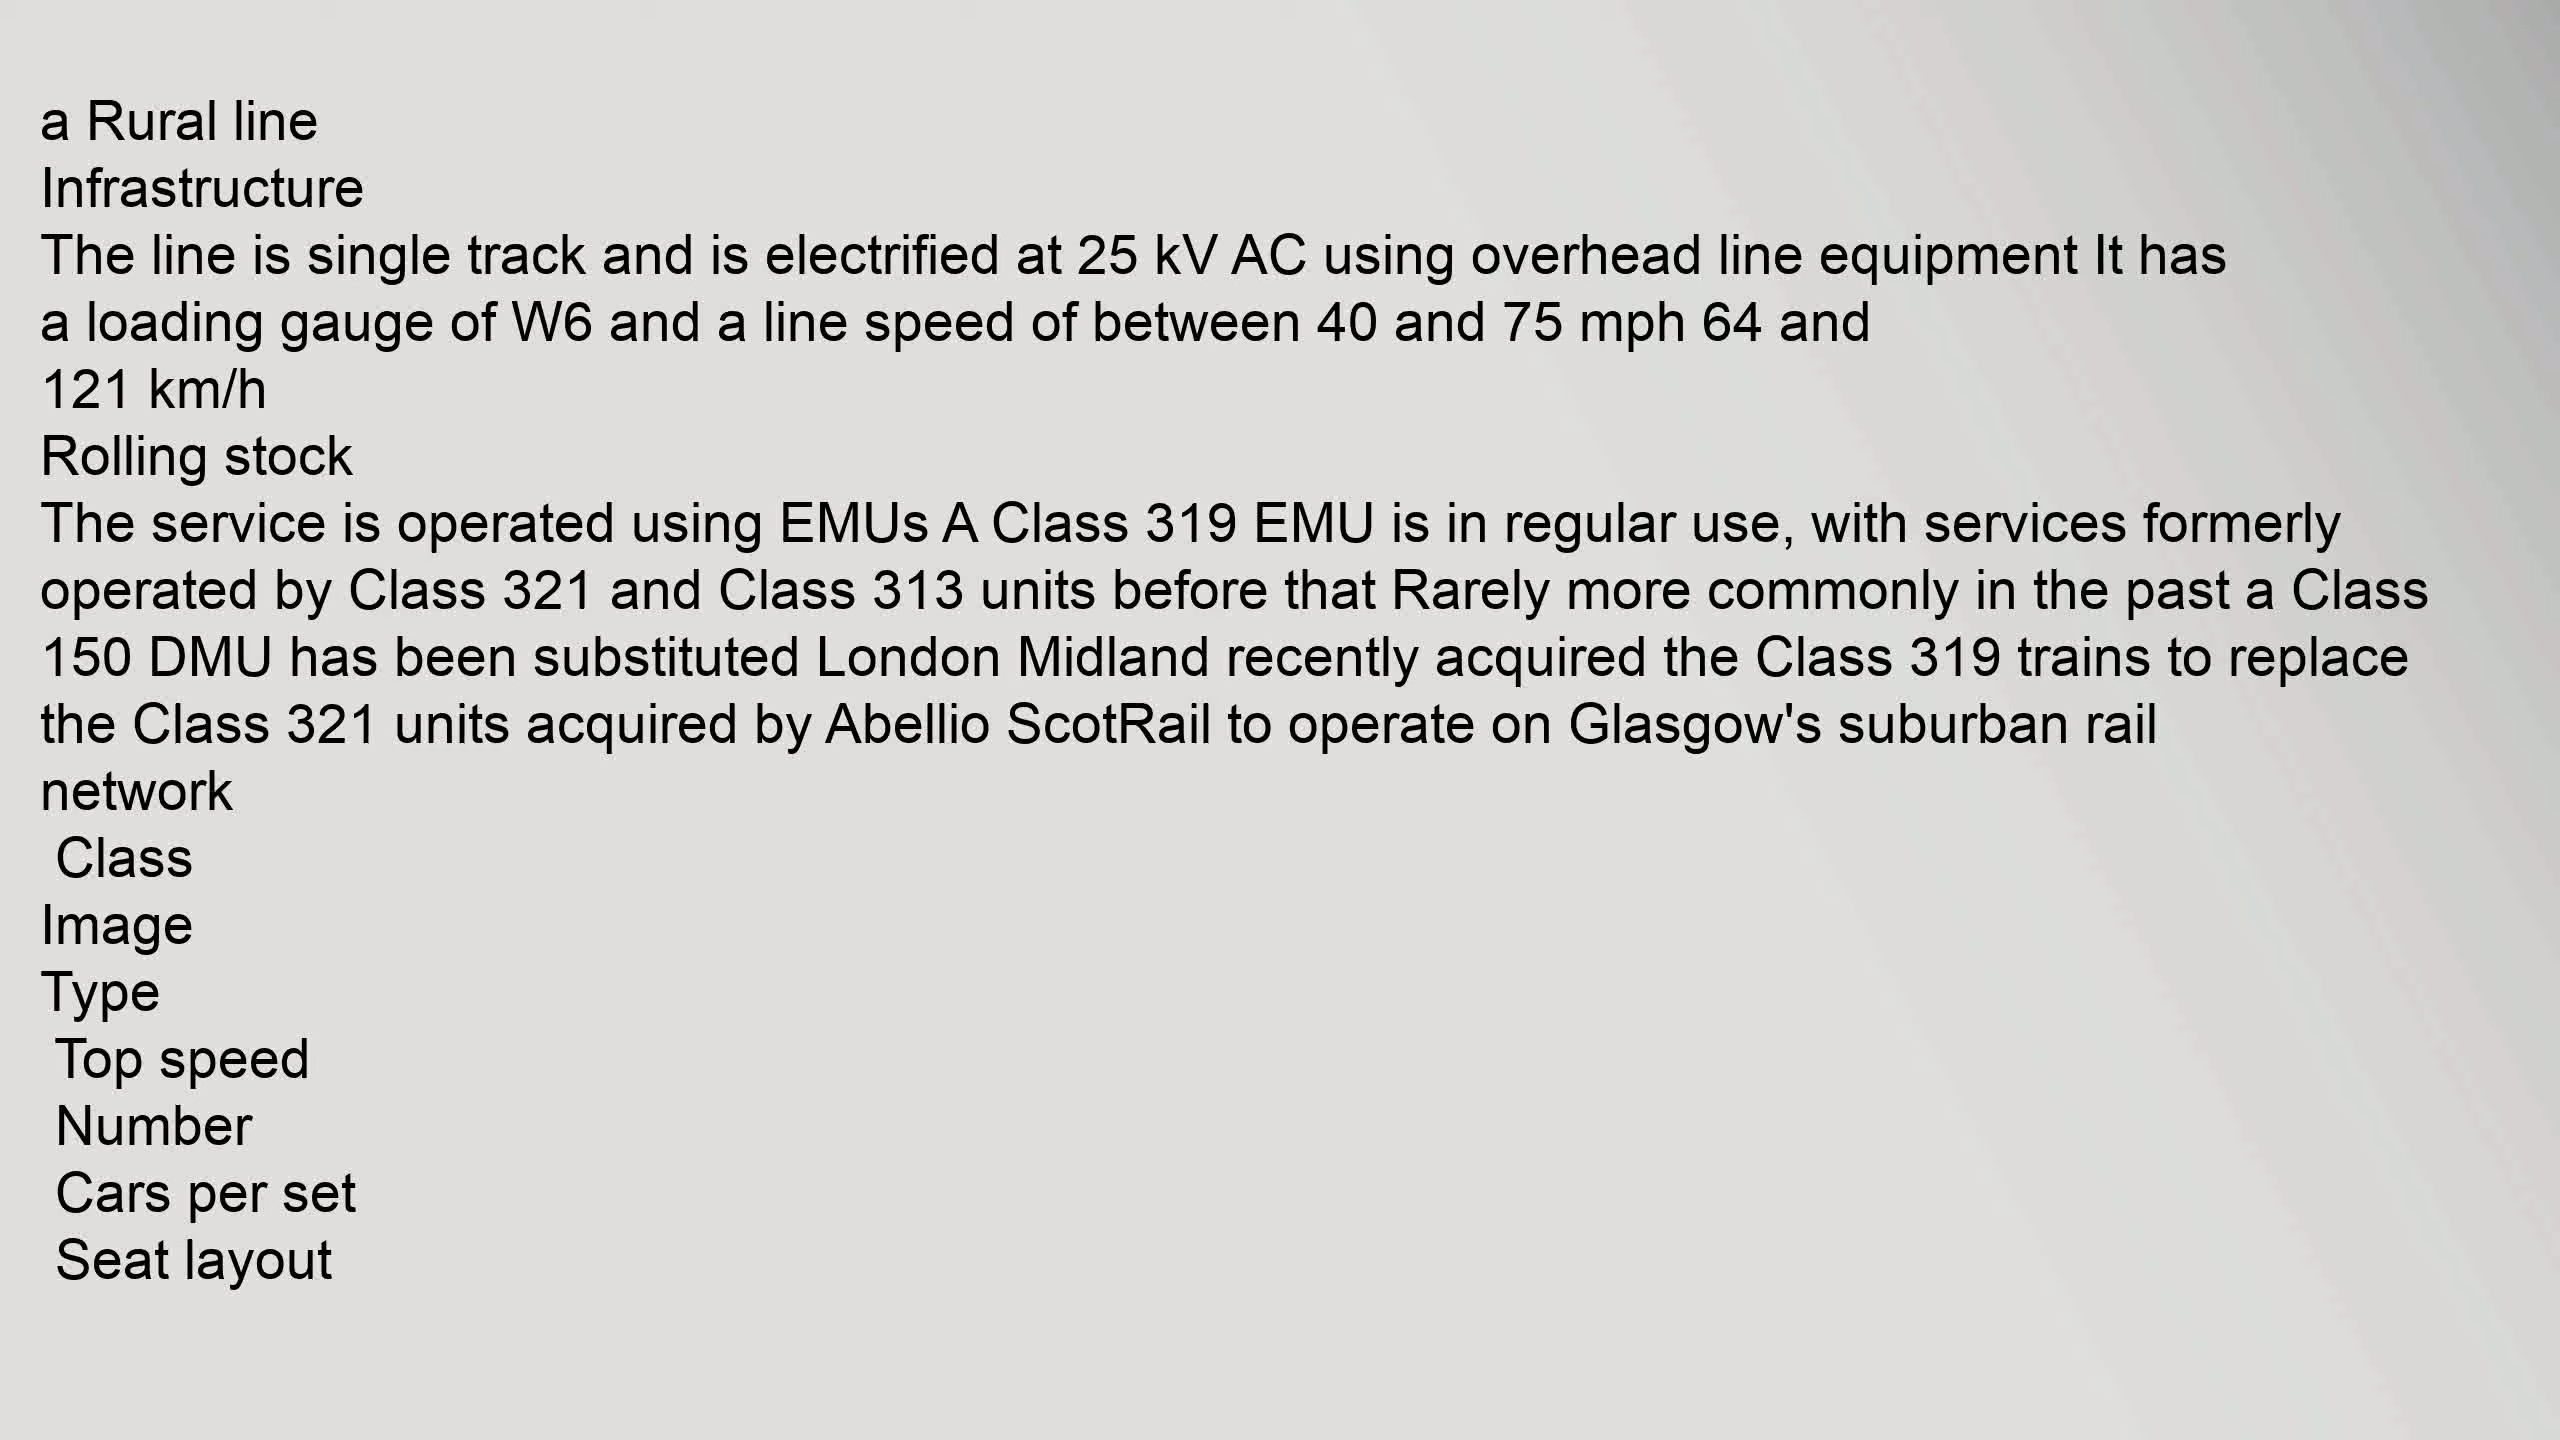 a Rural line
Infrastructure
The line is single track and is electrified at 25 kV AC using overhead line equipment It has
a loading gauge of W6 and a line speed of between 40 and 75 mph 64 and
121 km/h
Rolling stock
The service is operated using EMUs A Class 319 EMU is in regular use, with services formerly
operated by Class 321 and Class 313 units before that Rarely more commonly in the past a Class
150 DMU has been substituted London Midland recently acquired the Class 319 trains to replace
the Class 321 units acquired by Abellio ScotRail to operate on Glasgow's suburban rail
network
Class
Image
Type
Top speed
Number
Cars per set
Seat layout